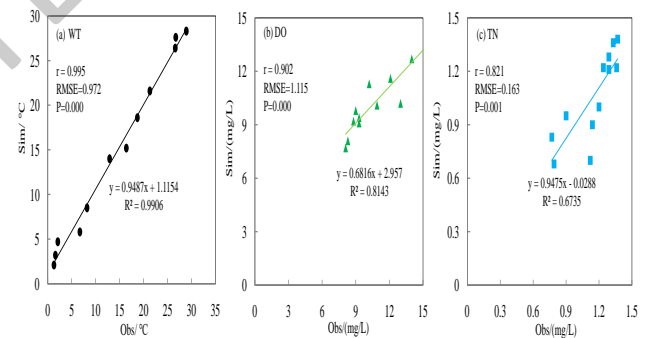 (a) WT
r = 0.995
RMSE=0.972
P=0.000
y = 0.9487x + 1.1154
R² = 0.9906
Sim/ °C
30
25
20
15
10
5
0
0 5 10 15 20 25 30 35
Obs/ °C
(b) DO
r = 0.902
RMSE=1.115
P=0.000
y = 0.6816x + 2.957
R² = 0.8143
Sim/(mg/L)
15
12
9
6
3
0
0 3 6 9 12 15
Obs/(mg/L)
(c) TN
r = 0.821
RMSE=0.163
P=0.001
y = 0.9475x - 0.0288
R² = 0.6735
Sim/(mg/L)
1.5
1.2
0.9
0.6
0.3
0
0 0.3 0.6 0.9 1.2 1.5
Obs/(mg/L)